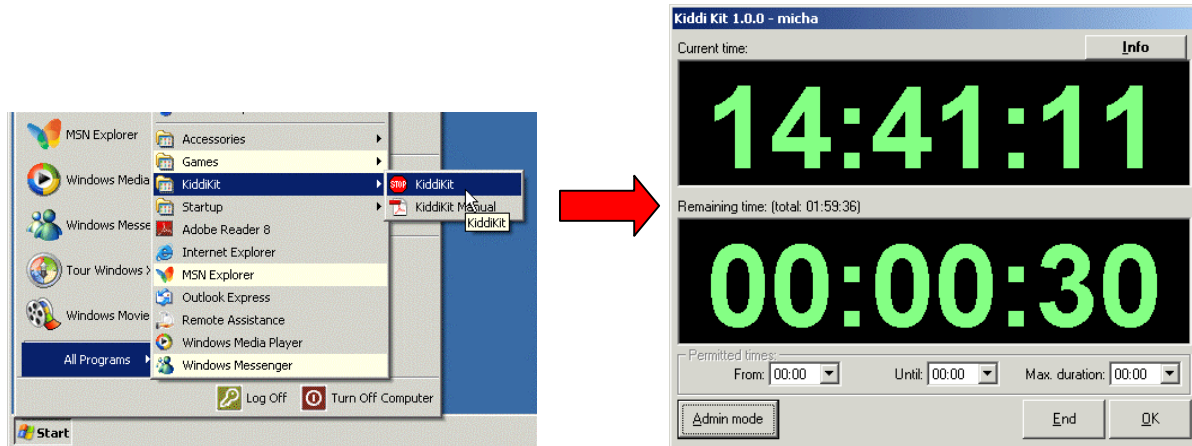 MSN Explorer
Windows Media
Windows Messe
Tour Windows
Windows Movie
All Programs
Accessories
Games
KiddiKit
Startup
Adobe Reader 8
Internet Explorer
MSN Explorer
Outlook Express
Remote Assistance
Windows Media Player
Windows Messenger
STOP KiddiKit
KiddiKit Manual
KiddiKit
Log Off
Turn Off Computer
Start
Kiddi Kit 1.0.0 - micha
Current time:
Info
14:41:11
Remaining time: (total: 01:59:36)
00:00:30
Permitted times:
From: 00:00
Until: 00:00
Max. duration: 00:00
Admin mode
End
OK